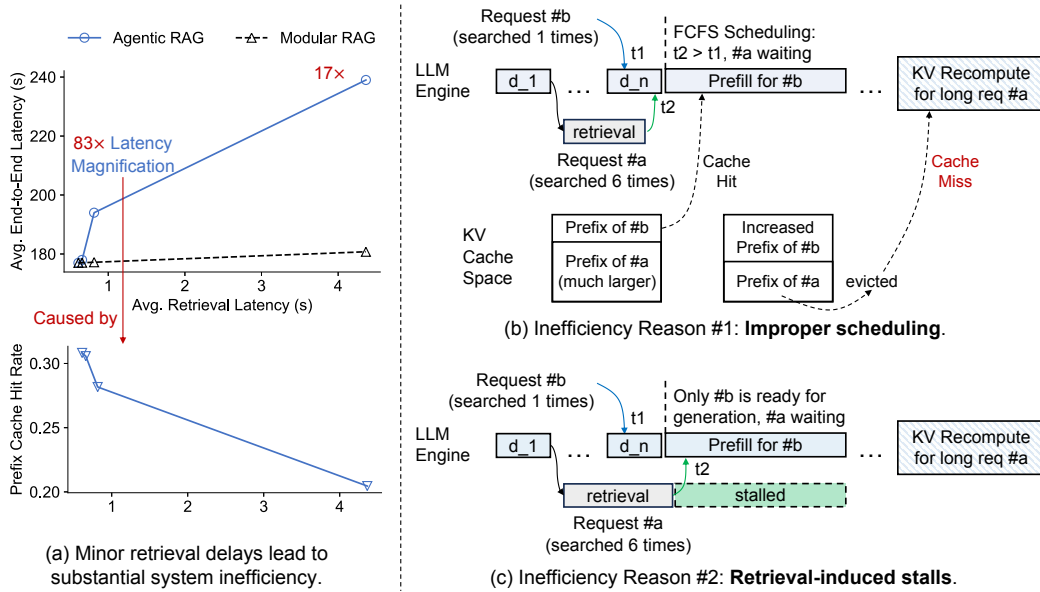 Agentic RAG
Modular RAG
240
220
200
180
Avg. End-to-End Latency (s)
17×
83× Latency
Magnification
1
2
3
4
Avg. Retrieval Latency (s)
Caused by
0.30
0.25
0.20
Prefix Cache Hit Rate
1
2
3
4
(a) Minor retrieval delays lead to
substantial system inefficiency.
Request #b
(searched 1 times)
t1
FCFS Scheduling:
t2 > t1, #a waiting
LLM
Engine
d_1
...
d_n
Prefill for #b
...
KV Recompute
for long req #a
t2
retrieval
Request #a
(searched 6 times)
Cache
Hit
Cache
Miss
KV
Cache
Space
Prefix of #b
Prefix of #a
(much larger)
Increased
Prefix of #b
Prefix of #a
evicted
(b) Inefficiency Reason #1: Improper scheduling.
Request #b
(searched 1 times)
t1
Only #b is ready for
generation, #a waiting
LLM
Engine
d_1
...
d_n
Prefill for #b
...
KV Recompute
for long req #a
t2
retrieval
stalled
Request #a
(searched 6 times)
(c) Inefficiency Reason #2: Retrieval-induced stalls.